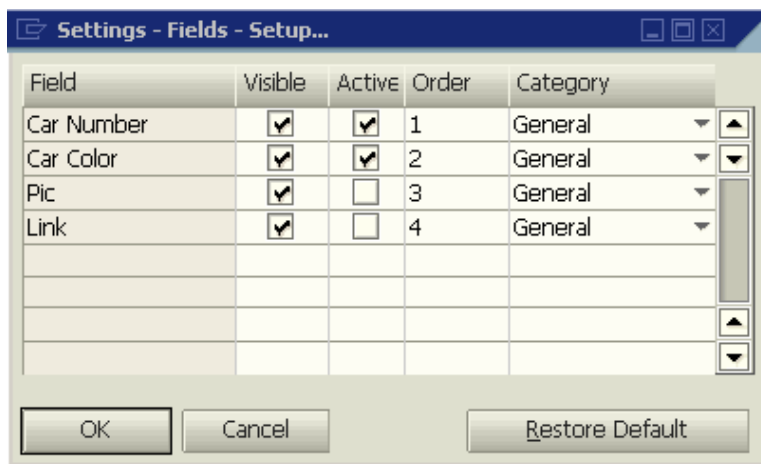 Settings - Fields - Setup...
Field Visible Active Order Category
Car Number 1 General
Car Color 2 General
Pic 3 General
Link 4 General
OK Cancel Restore Default